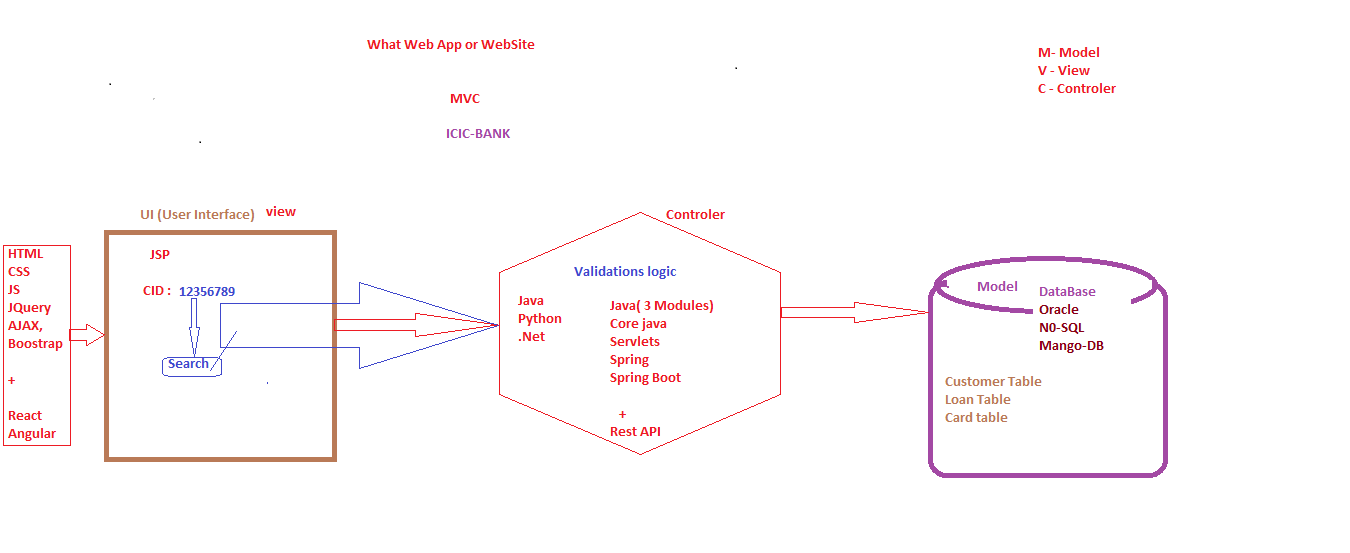 What Web App or WebSite
MVC
ICIC-BANK
M- Model
V - View
C - Controler
HTML
CSS
JS
JQuery
AJAX,
Boostrap
+
React
Angular
UI (User Interface)
view
JSP
CID : 12356789
Search
Controler
Validations logic
Java
Python
.Net
Java( 3 Modules)
Core java
Servlets
Spring
Spring Boot
+
Rest API
Model
DataBase
Oracle
N0-SQL
Mango-DB
Customer Table
Loan Table
Card table